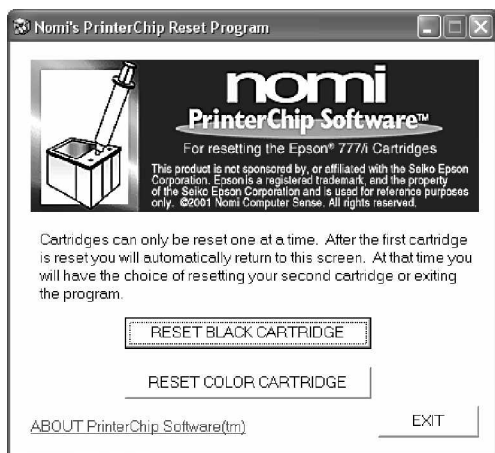 Nomi's PrinterChip Reset Program
nomi
PrinterChip Software™
For resetting the Epson® 777/i Cartridges
This product is not sponsored by, or affiliated with the Seiko Epson
Corporation. Epson is a registered trademark, and the property
of the Seiko Epson Corporation and is used for reference purposes
only. ©2001 Nomi Computer Sense. All rights reserved.
Cartridges can only be reset one at a time. After the first cartridge
is reset you will automatically return to this screen. At that time you
will have the choice of resetting your second cartridge or exiting
the program.
RESET BLACK CARTRIDGE
RESET COLOR CARTRIDGE
ABOUT PrinterChip Software(tm)
EXIT